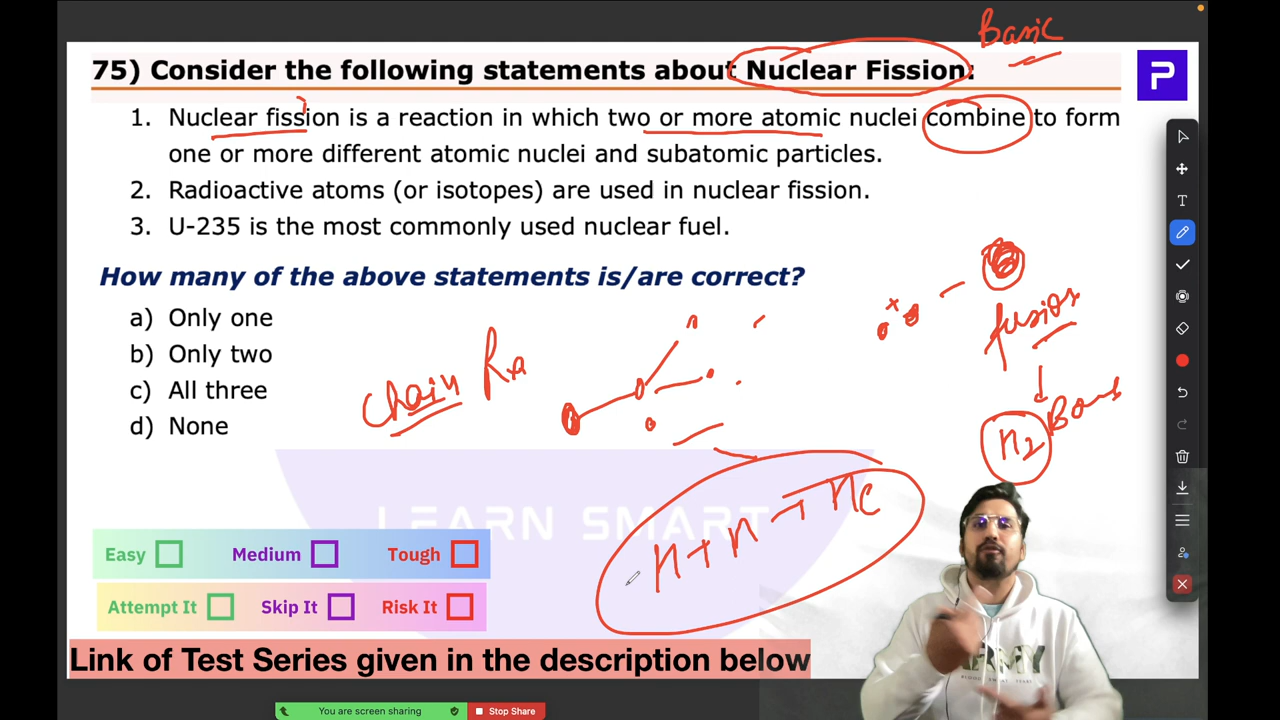 Basic
75) Consider the following statements about Nuclear Fission:
1. Nuclear fission is a reaction in which two or more atomic nuclei combine to form
one or more different atomic nuclei and subatomic particles.
2. Radioactive atoms (or isotopes) are used in nuclear fission.
3. U-235 is the most commonly used nuclear fuel.
How many of the above statements is/are correct?
a) Only one
b) Only two
c) All three
d) None
fusion
Chain Rx
H2 Bomb
H + H → He
LEARN SMART
Easy Medium Tough
Attempt It Skip It Risk It
Link of Test Series given in the description below
You are screen sharing Stop Share